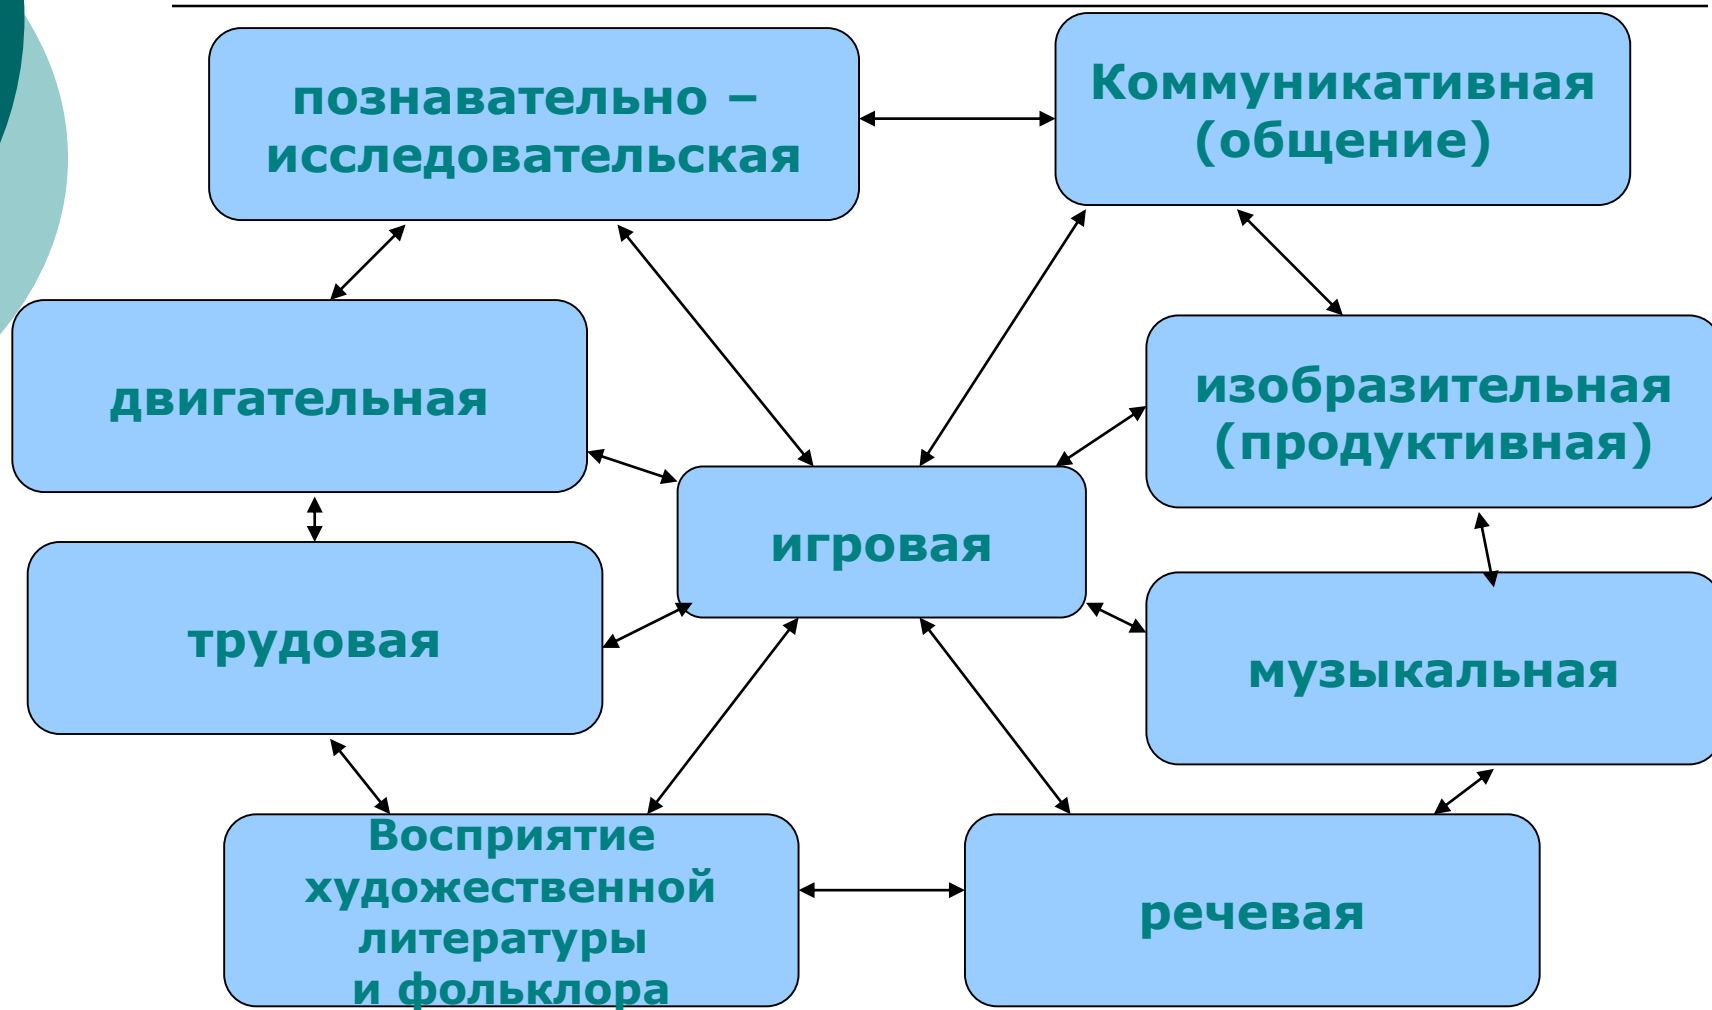 познавательно –
исследовательская
Коммуникативная
(общение)
двигательная
изобразительная
(продуктивная)
игровая
трудовая
музыкальная
Восприятие
художественной
литературы
и фольклора
речевая